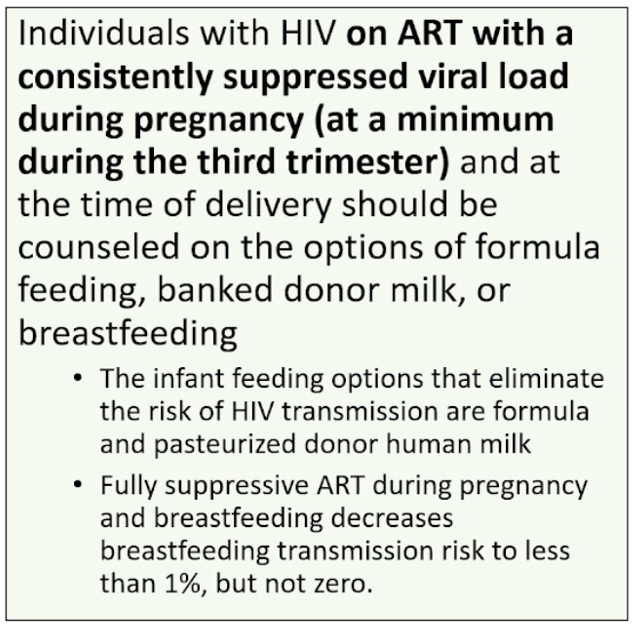 Individuals with HIV on ART with a
consistently suppressed viral load
during pregnancy (at a minimum
during the third trimester) and at
the time of delivery should be
counseled on the options of formula
feeding, banked donor milk, or
breastfeeding
• The infant feeding options that eliminate
the risk of HIV transmission are formula
and pasteurized donor human milk
• Fully suppressive ART during pregnancy
and breastfeeding decreases
breastfeeding transmission risk to less
than 1%, but not zero.